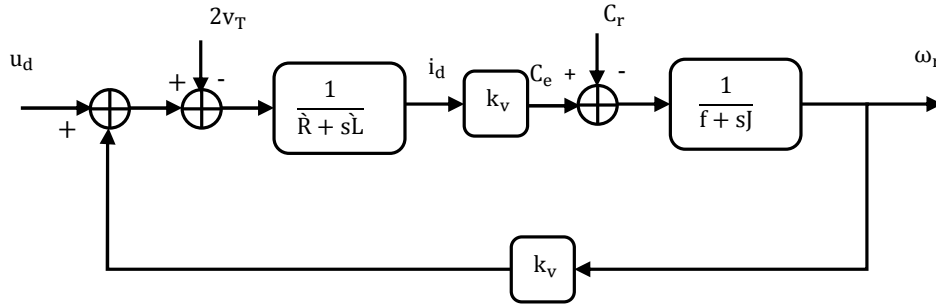 2v_T
C_r
u_d
ω_r
+
-
i_d
C_e
+
-
+
1
R̀ + sL̀
k_v
1
f + sJ
k_v